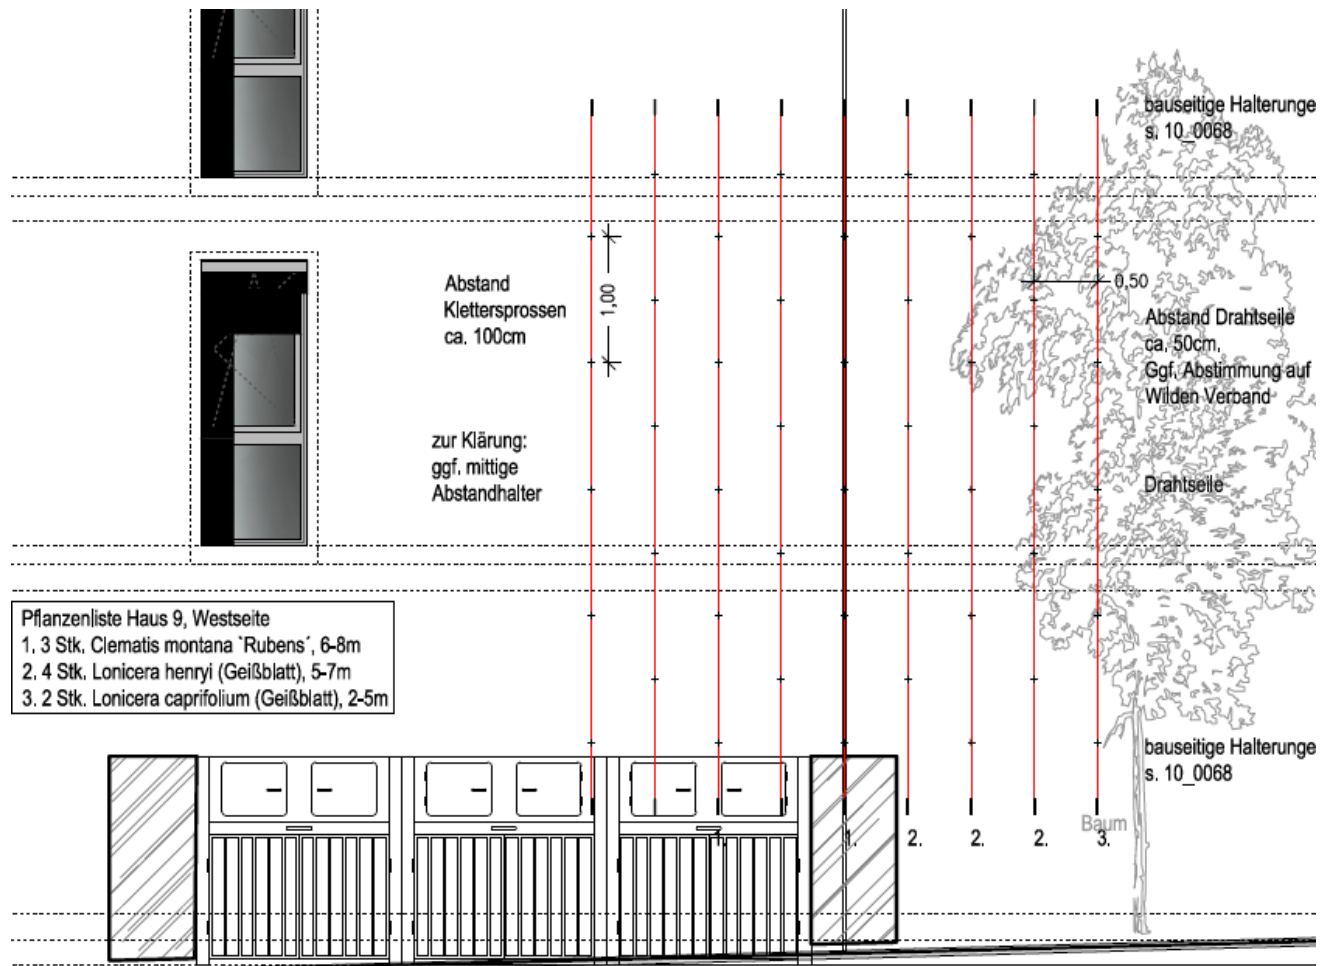 bauseitige Halterunge
s. 10_0068
Abstand
Klettersprossen
ca. 100cm
1,00
0,50
Abstand Drahtseile
ca. 50cm.
Ggf. Abstimmung auf
Wilden Verband
zur Klärung:
ggf. mittige
Abstandhalter
Drahtseile
Pflanzenliste Haus 9, Westseite
1. 3 Stk. Clematis montana `Rubens´, 6-8m
2. 4 Stk. Lonicera henryi (Geißblatt), 5-7m
3. 2 Stk. Lonicera caprifolium (Geißblatt), 2-5m
bauseitige Halterunge
s. 10_0068
Baum
1. 1. 2. 2. 2. 3.